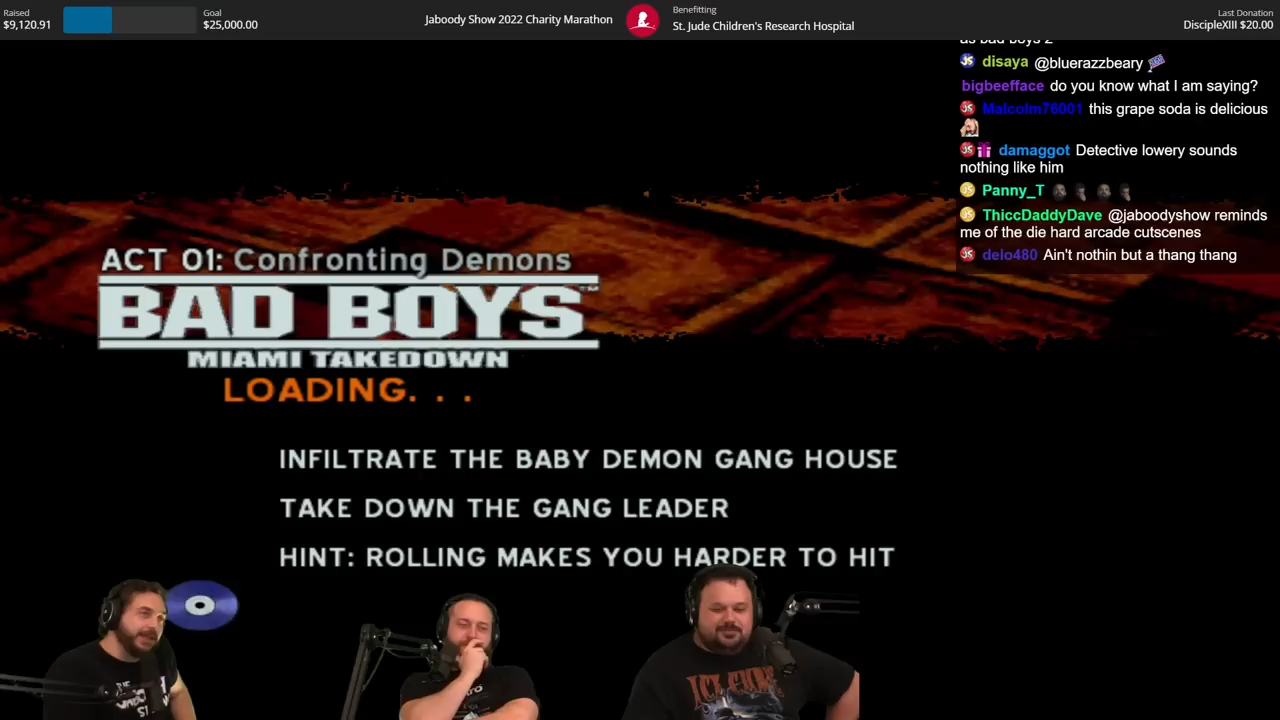 Raised
$9,120.91
Goal
$25,000.00
Jaboody Show 2022 Charity Marathon
Benefitting
St. Jude Children's Research Hospital
Last Donation
DiscipleXIII $20.00
as bad boys 2
disaya @bluerazzbeary
bigbeefface do you know what I am saying?
Malcolm76001 this grape soda is delicious
damaggot Detective lowery sounds
nothing like him
Panny_T
ThiccDaddyDave @jaboodyshow reminds
me of the die hard arcade cutscenes
delo480 Ain't nothin but a thang thang
ACT 01: Confronting Demons
BAD BOYS™
MIAMI TAKEDOWN
LOADING. . .
INFILTRATE THE BABY DEMON GANG HOUSE
TAKE DOWN THE GANG LEADER
HINT: ROLLING MAKES YOU HARDER TO HIT